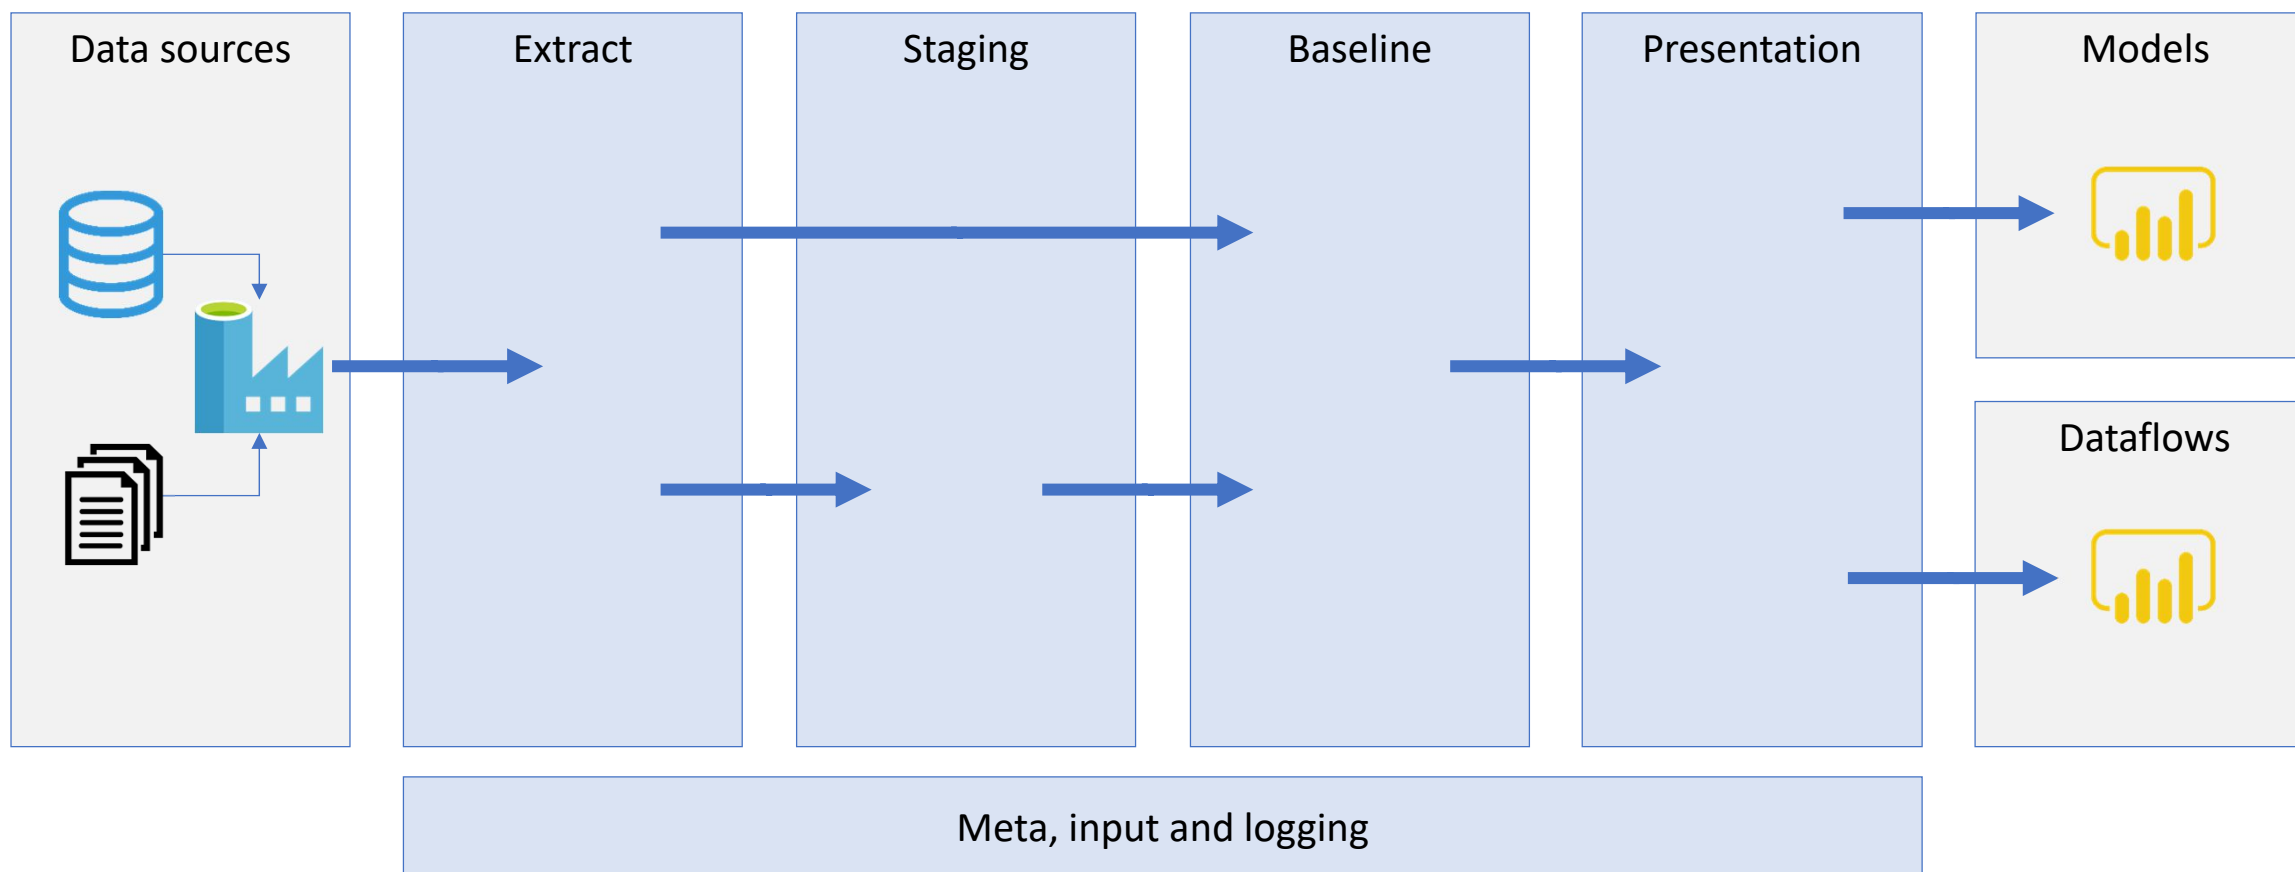 Data sources
Extract
Staging
Baseline
Presentation
Models
Dataflows
Meta, input and logging